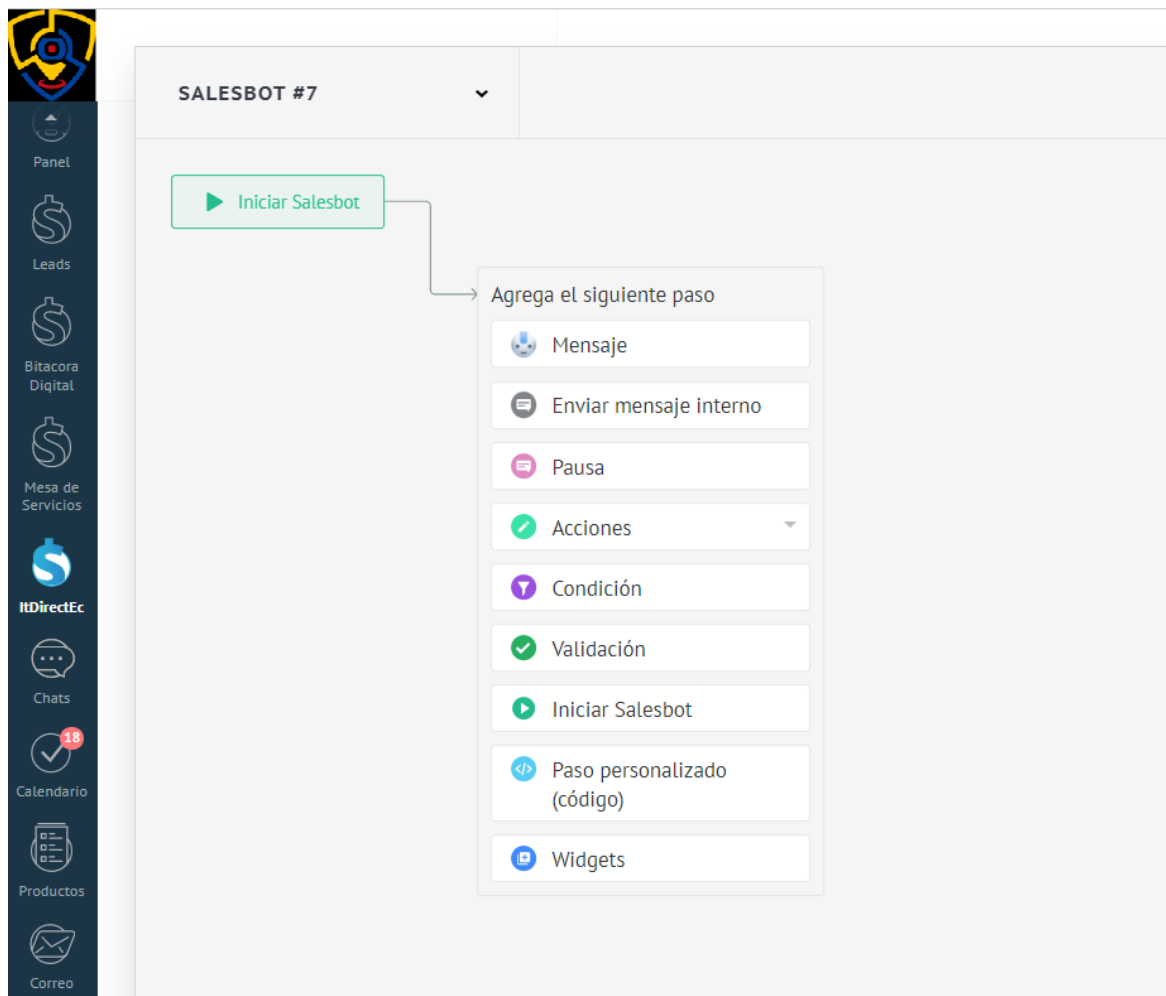 SALESBOT #7
Panel
Leads
Bitacora
Digital
Mesa de
Servicios
ItDirectEc
Chats
18
Calendario
Productos
Correo
Iniciar Salesbot
Agrega el siguiente paso
Mensaje
Enviar mensaje interno
Pausa
Acciones
Condición
Validación
Iniciar Salesbot
Paso personalizado
(código)
Widgets